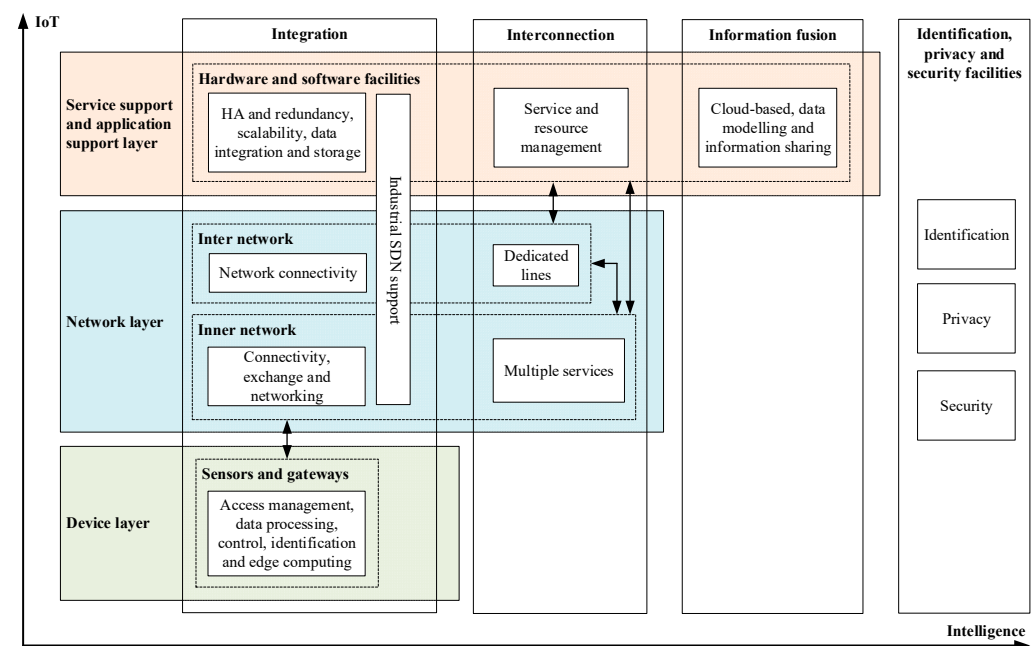 IoT
Integration
Interconnection
Information fusion
Identification,
privacy and
security facilities
Service support
and application
support layer
Hardware and software facilities
HA and redundancy,
scalability, data
integration and storage
Service and
resource
management
Cloud-based, data
modelling and
information sharing
Industrial SDN support
Network layer
Inter network
Network connectivity
Dedicated
lines
Inner network
Connectivity,
exchange and
networking
Multiple services
Device layer
Sensors and gateways
Access management,
data processing,
control, identification
and edge computing
Identification
Privacy
Security
Intelligence